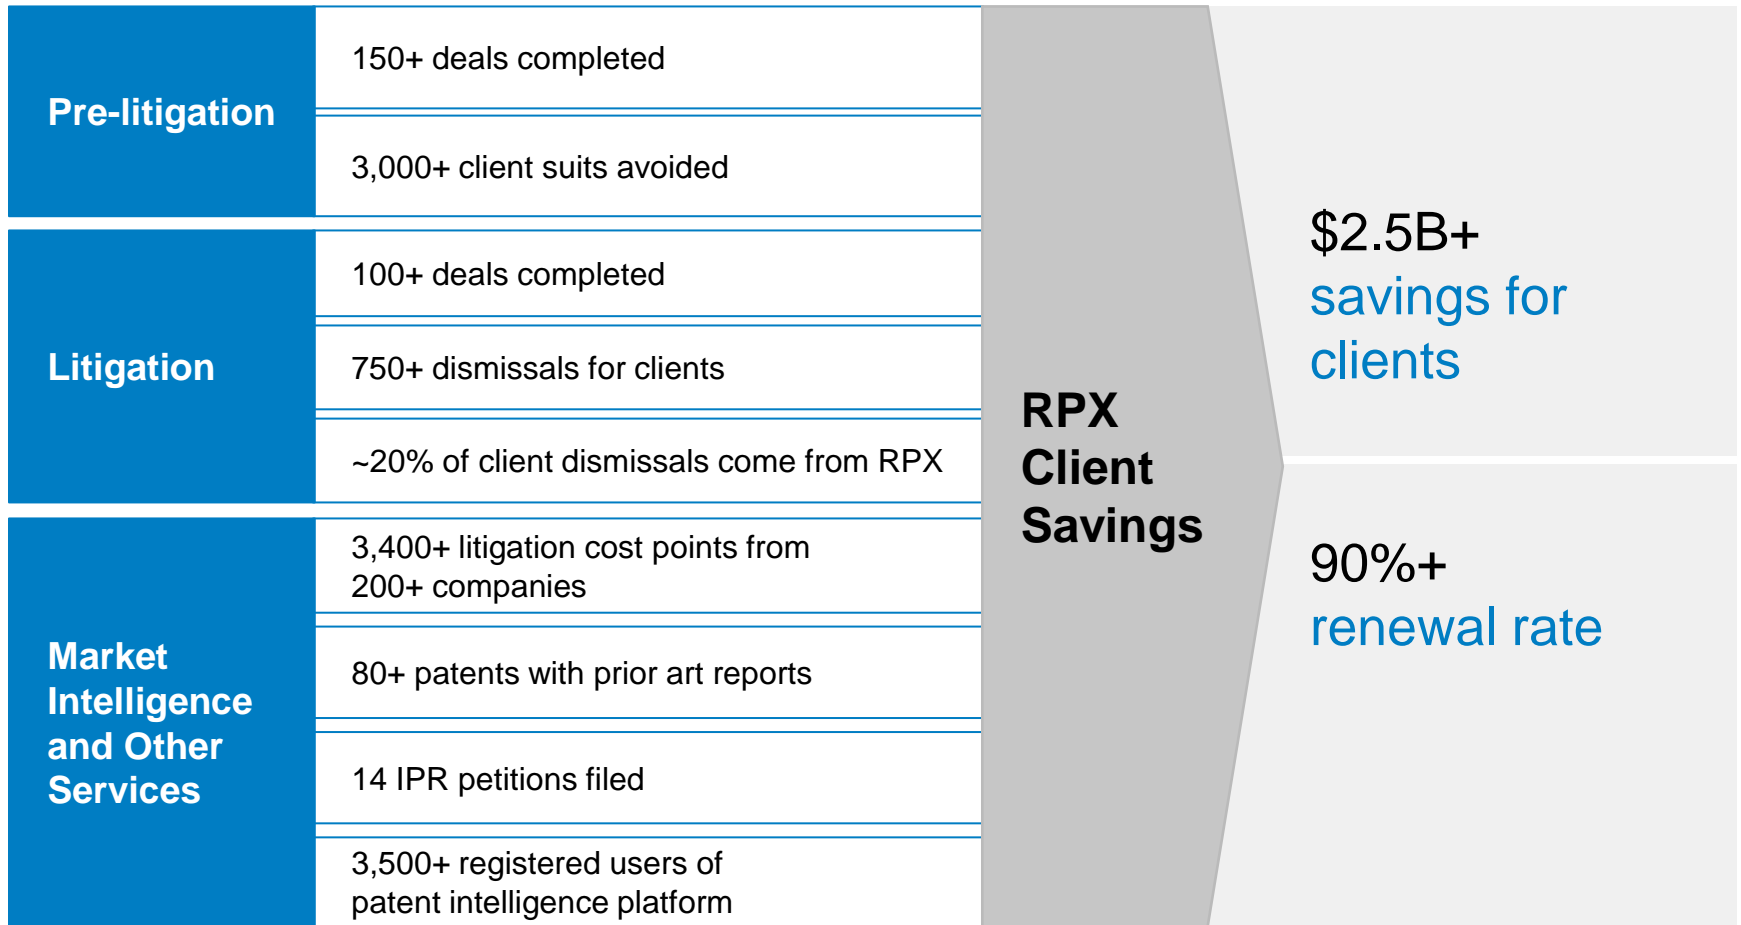 Pre-litigation
150+ deals completed
3,000+ client suits avoided
Litigation
100+ deals completed
750+ dismissals for clients
~20% of client dismissals come from RPX
Market
Intelligence
and Other
Services
3,400+ litigation cost points from
200+ companies
80+ patents with prior art reports
14 IPR petitions filed
3,500+ registered users of
patent intelligence platform
RPX
Client
Savings
$2.5B+
savings for
clients
90%+
renewal rate